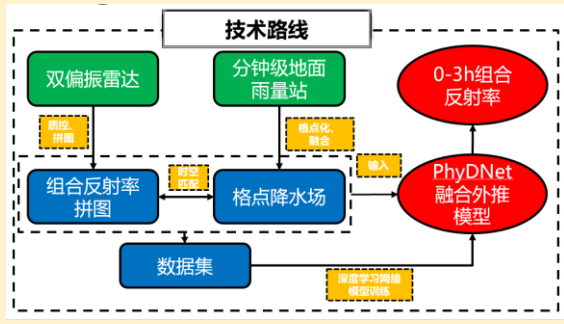 技术路线
双偏振雷达
分钟级地面
雨量站
0-3h组合
反射率
质控、
拼图
格点化、
融合
组合反射率
拼图
时空
匹配
格点降水场
输入
PhyDNet
融合外推
模型
数据集
深度学习网络
模型训练